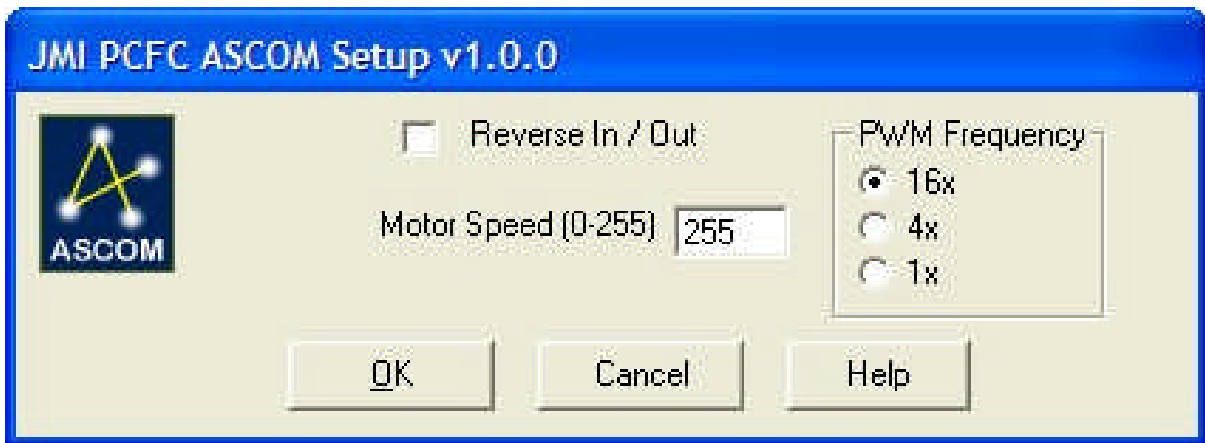 JMI PCFC ASCOM Setup v1.0.0
ASCOM
Reverse In / Out
Motor Speed (0-255) 255
PWM Frequency
16x
4x
1x
OK Cancel Help